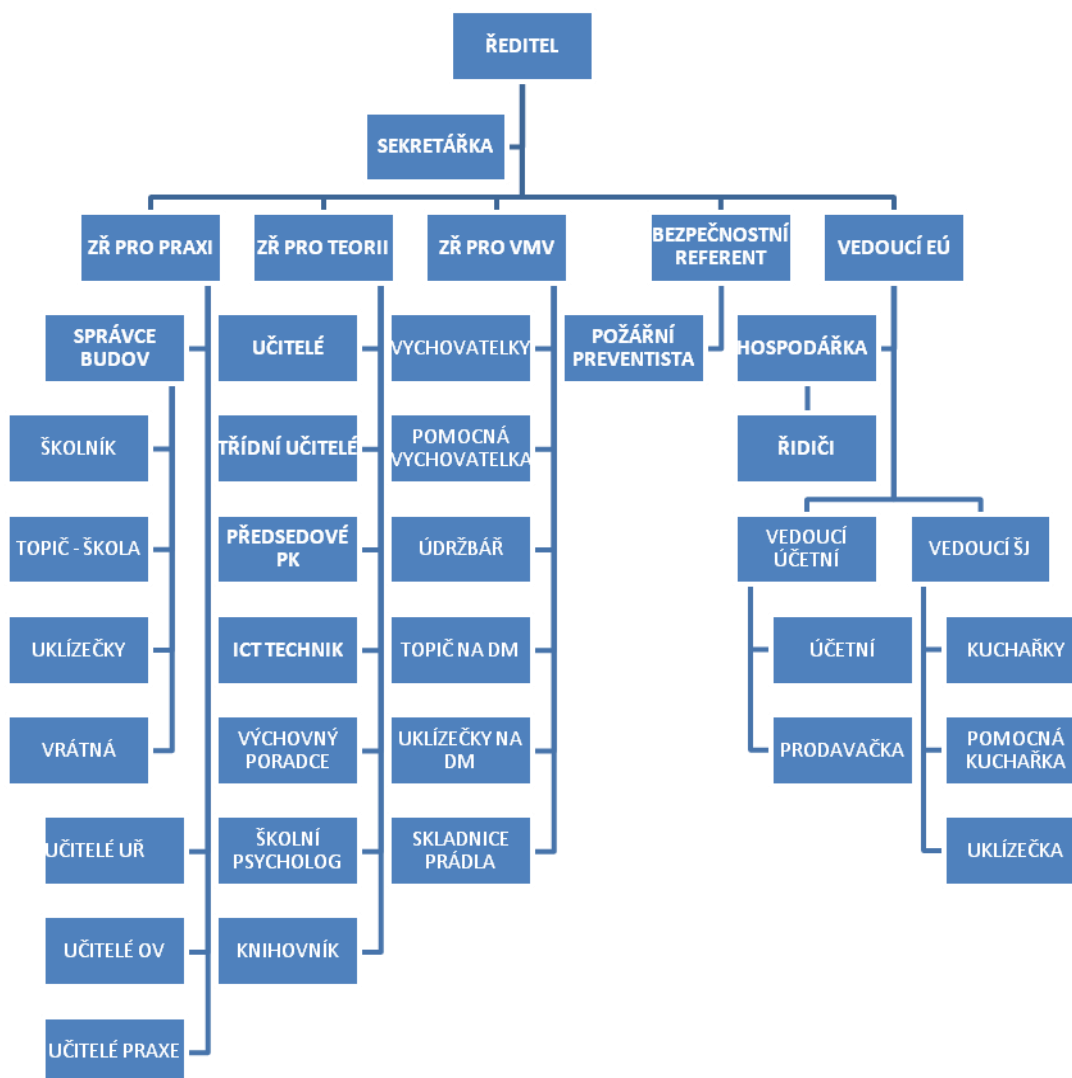 ŘEDITEL
SEKRETÁŘKA
ZŘ PRO PRAXI
ZŘ PRO TEORII
ZŘ PRO VMV
BEZPEČNOSTNÍ
REFERENT
VEDOUCÍ EÚ
SPRÁVCE
BUDOV
UČITELÉ
VYCHOVATELKY
POŽÁŘNÍ
PREVENTISTA
HOSPODÁŘKA
ŠKOLNÍK
TŘÍDNÍ UČITELÉ
POMOCNÁ
VYCHOVATELKA
ŘIDIČI
TOPIČ - ŠKOLA
PŘEDSEDOVÉ
PK
ÚDRŽBÁŘ
VEDOUCÍ
ÚČETNÍ
VEDOUCÍ ŠJ
UKLÍZEČKY
ICT TECHNIK
TOPIČ NA DM
ÚČETNÍ
KUCHAŘKY
VRÁTNÁ
VÝCHOVNÝ
PORADCE
UKLÍZEČKY NA
DM
PRODAVAČKA
POMOCNÁ
KUCHAŘKA
UČITELÉ UŘ
ŠKOLNÍ
PSYCHOLOG
SKLADNICE
PRÁDLA
UKLÍZEČKA
UČITELÉ OV
KNIHOVNÍK
UČITELÉ PRAXE